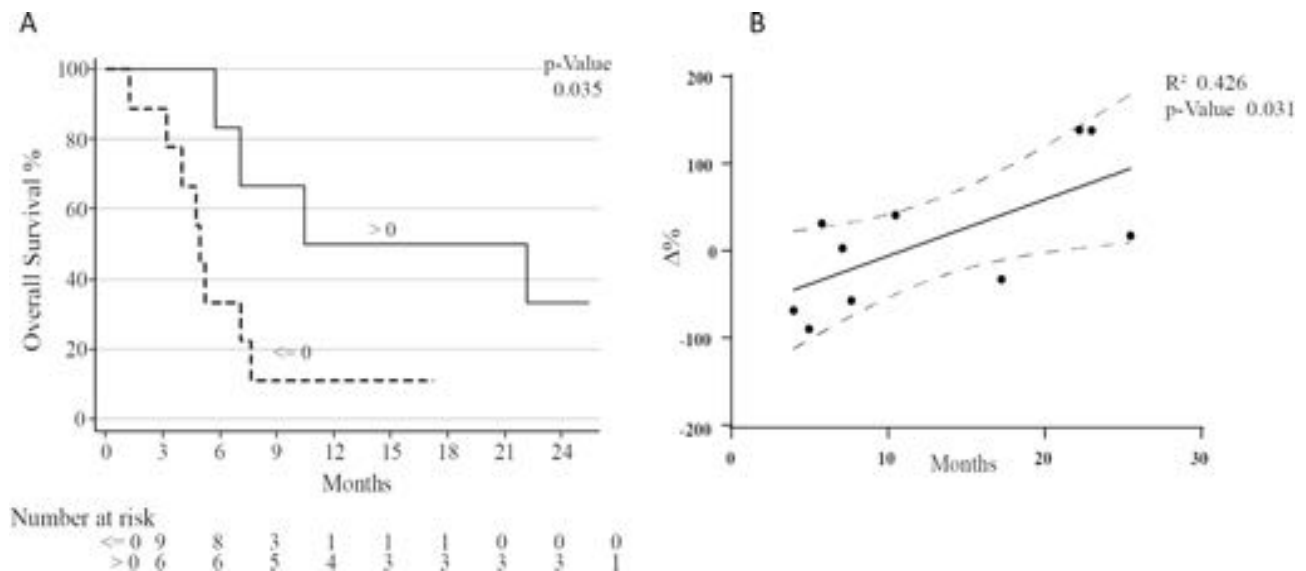 A
B
p-Value
0.035
100
80
60
40
20
0
Overall Survival %
> 0
<= 0
0 3 6 9 12 15 18 21 24
Months
Number at risk
<= 0 9 8 3 1 1 1 0 0 0
> 0 6 6 5 4 3 3 3 3 1
R² 0.426
p-Value 0.031
200
100
0
-100
-200
Δ%
0 10 20 30
Months